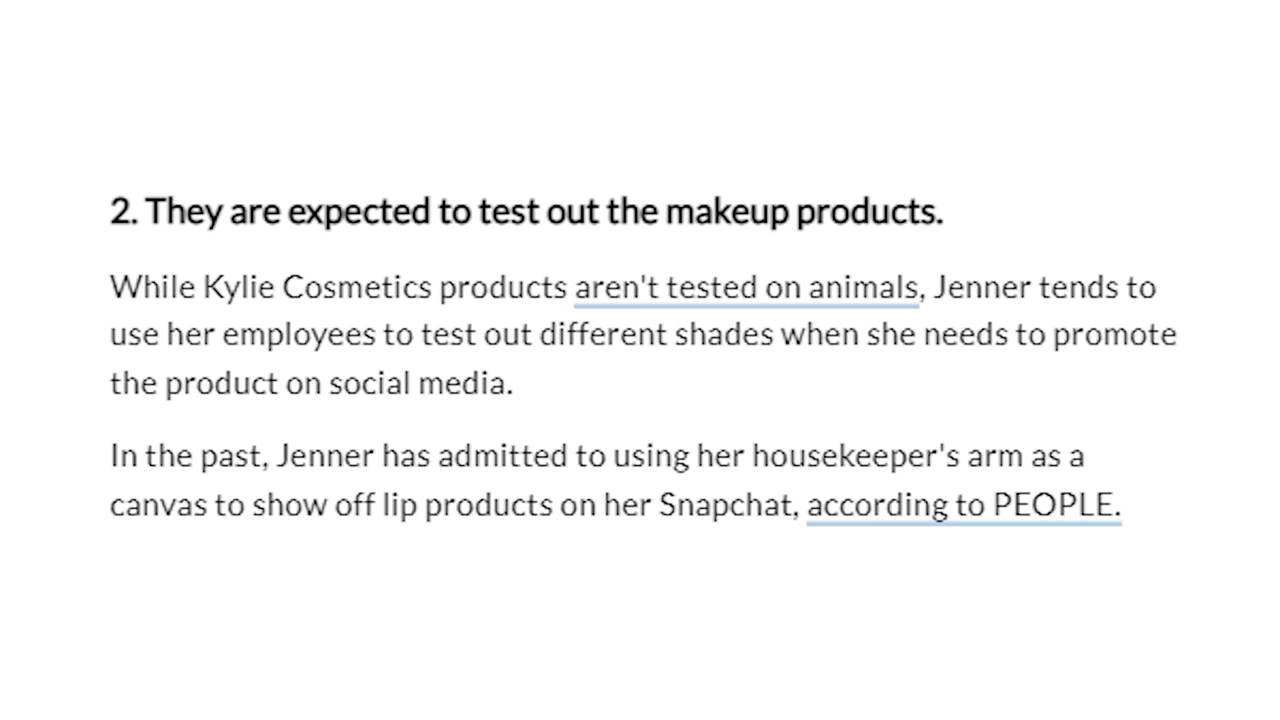 2. They are expected to test out the makeup products.
While Kylie Cosmetics products aren't tested on animals, Jenner tends to
use her employees to test out different shades when she needs to promote
the product on social media.
In the past, Jenner has admitted to using her housekeeper's arm as a
canvas to show off lip products on her Snapchat, according to PEOPLE.